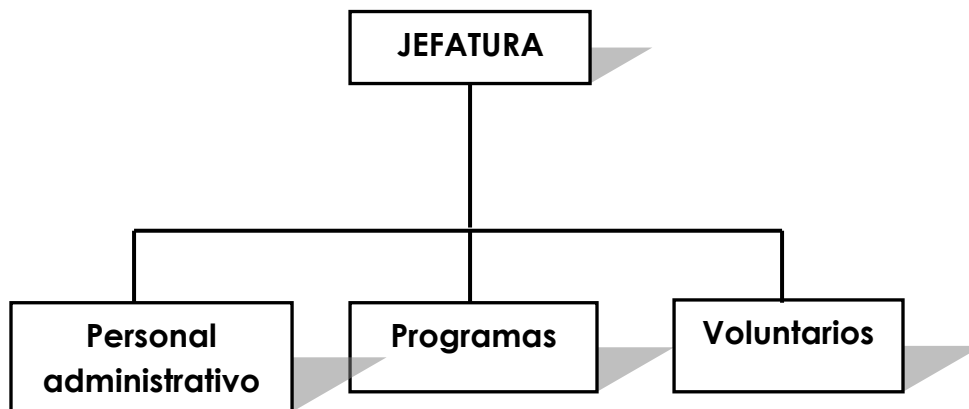 JEFATURA
Personal
administrativo
Programas
Voluntarios